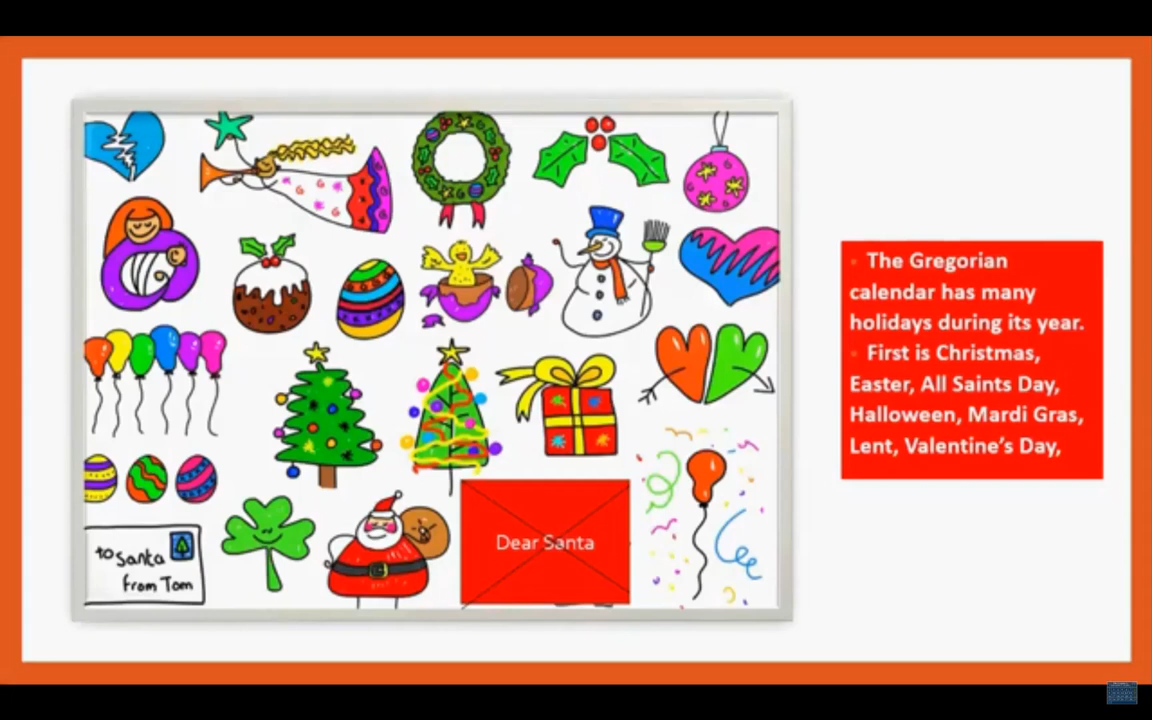 The Gregorian
calendar has many
holidays during its year.
First is Christmas,
Easter, All Saints Day,
Halloween, Mardi Gras,
Lent, Valentine’s Day,
Dear Santa
to Santa
from Tom